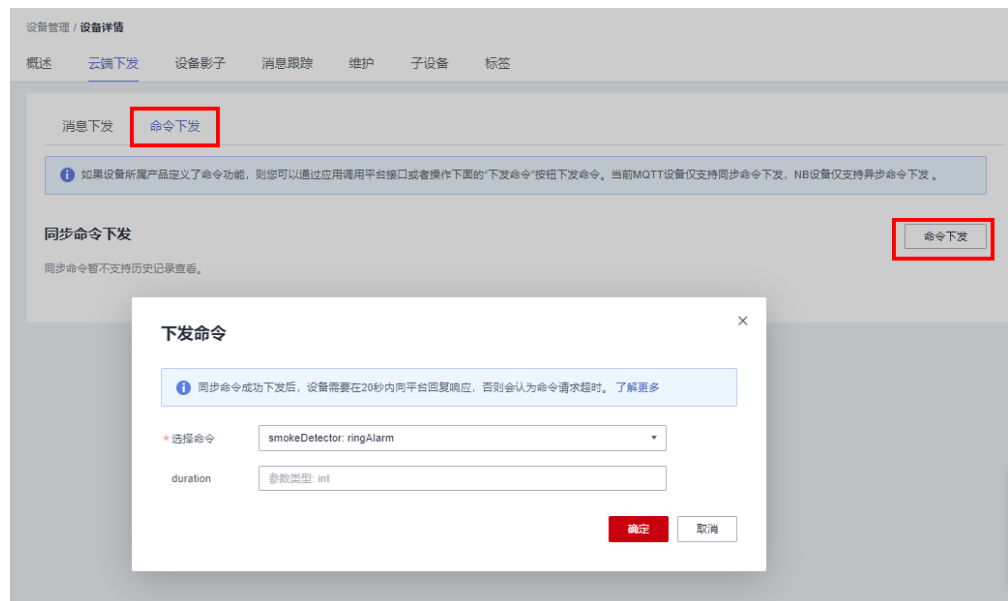 设备管理 / 设备详情
概述 云端下发 设备影子 消息跟踪 维护 子设备 标签
消息下发 命令下发
如果设备所属产品定义了命令功能，则您可以通过应用调用平台接口或者操作下面的“下发命令”按钮下发命令。当前MQTT设备仅支持同步命令下发，NB设备仅支持异步命令下发 。
同步命令下发 命令下发
同步命令暂不支持历史记录查看。
下发命令
同步命令成功下发后，设备需要在20秒内向平台回复响应，否则会认为命令请求超时。 了解更多
* 选择命令 smokeDetector: ringAlarm
duration 参数类型: int
确定 取消